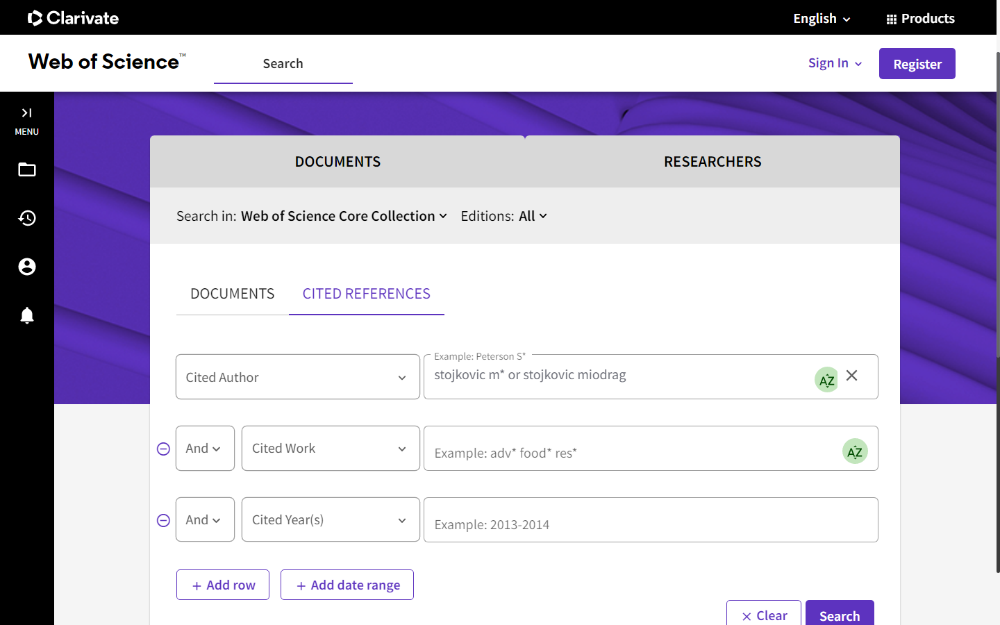 Clarivate
English
Products
Web of Science™
Search
Sign In
Register
MENU
DOCUMENTS
RESEARCHERS
Search in: Web of Science Core Collection
Editions: All
DOCUMENTS
CITED REFERENCES
Cited Author
Example: Peterson S*
stojkovic m* or stojkovic miodrag
AZ
And
Cited Work
Example: adv* food* res*
AZ
And
Cited Year(s)
Example: 2013-2014
+ Add row
+ Add date range
× Clear
Search